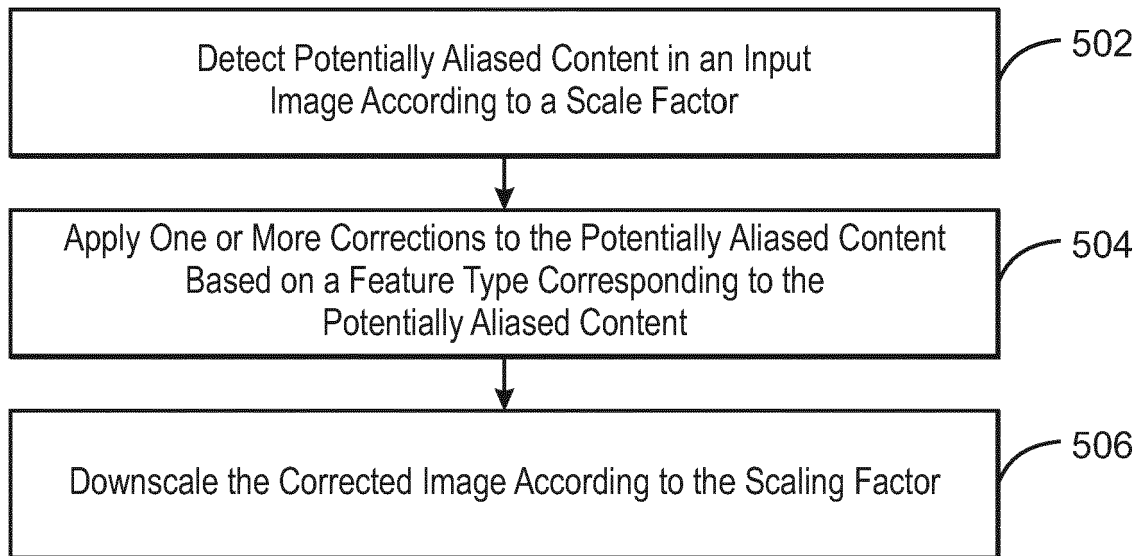 Detect Potentially Aliased Content in an Input
Image According to a Scale Factor
502
Apply One or More Corrections to the Potentially Aliased Content
Based on a Feature Type Corresponding to the
Potentially Aliased Content
504
Downscale the Corrected Image According to the Scaling Factor
506